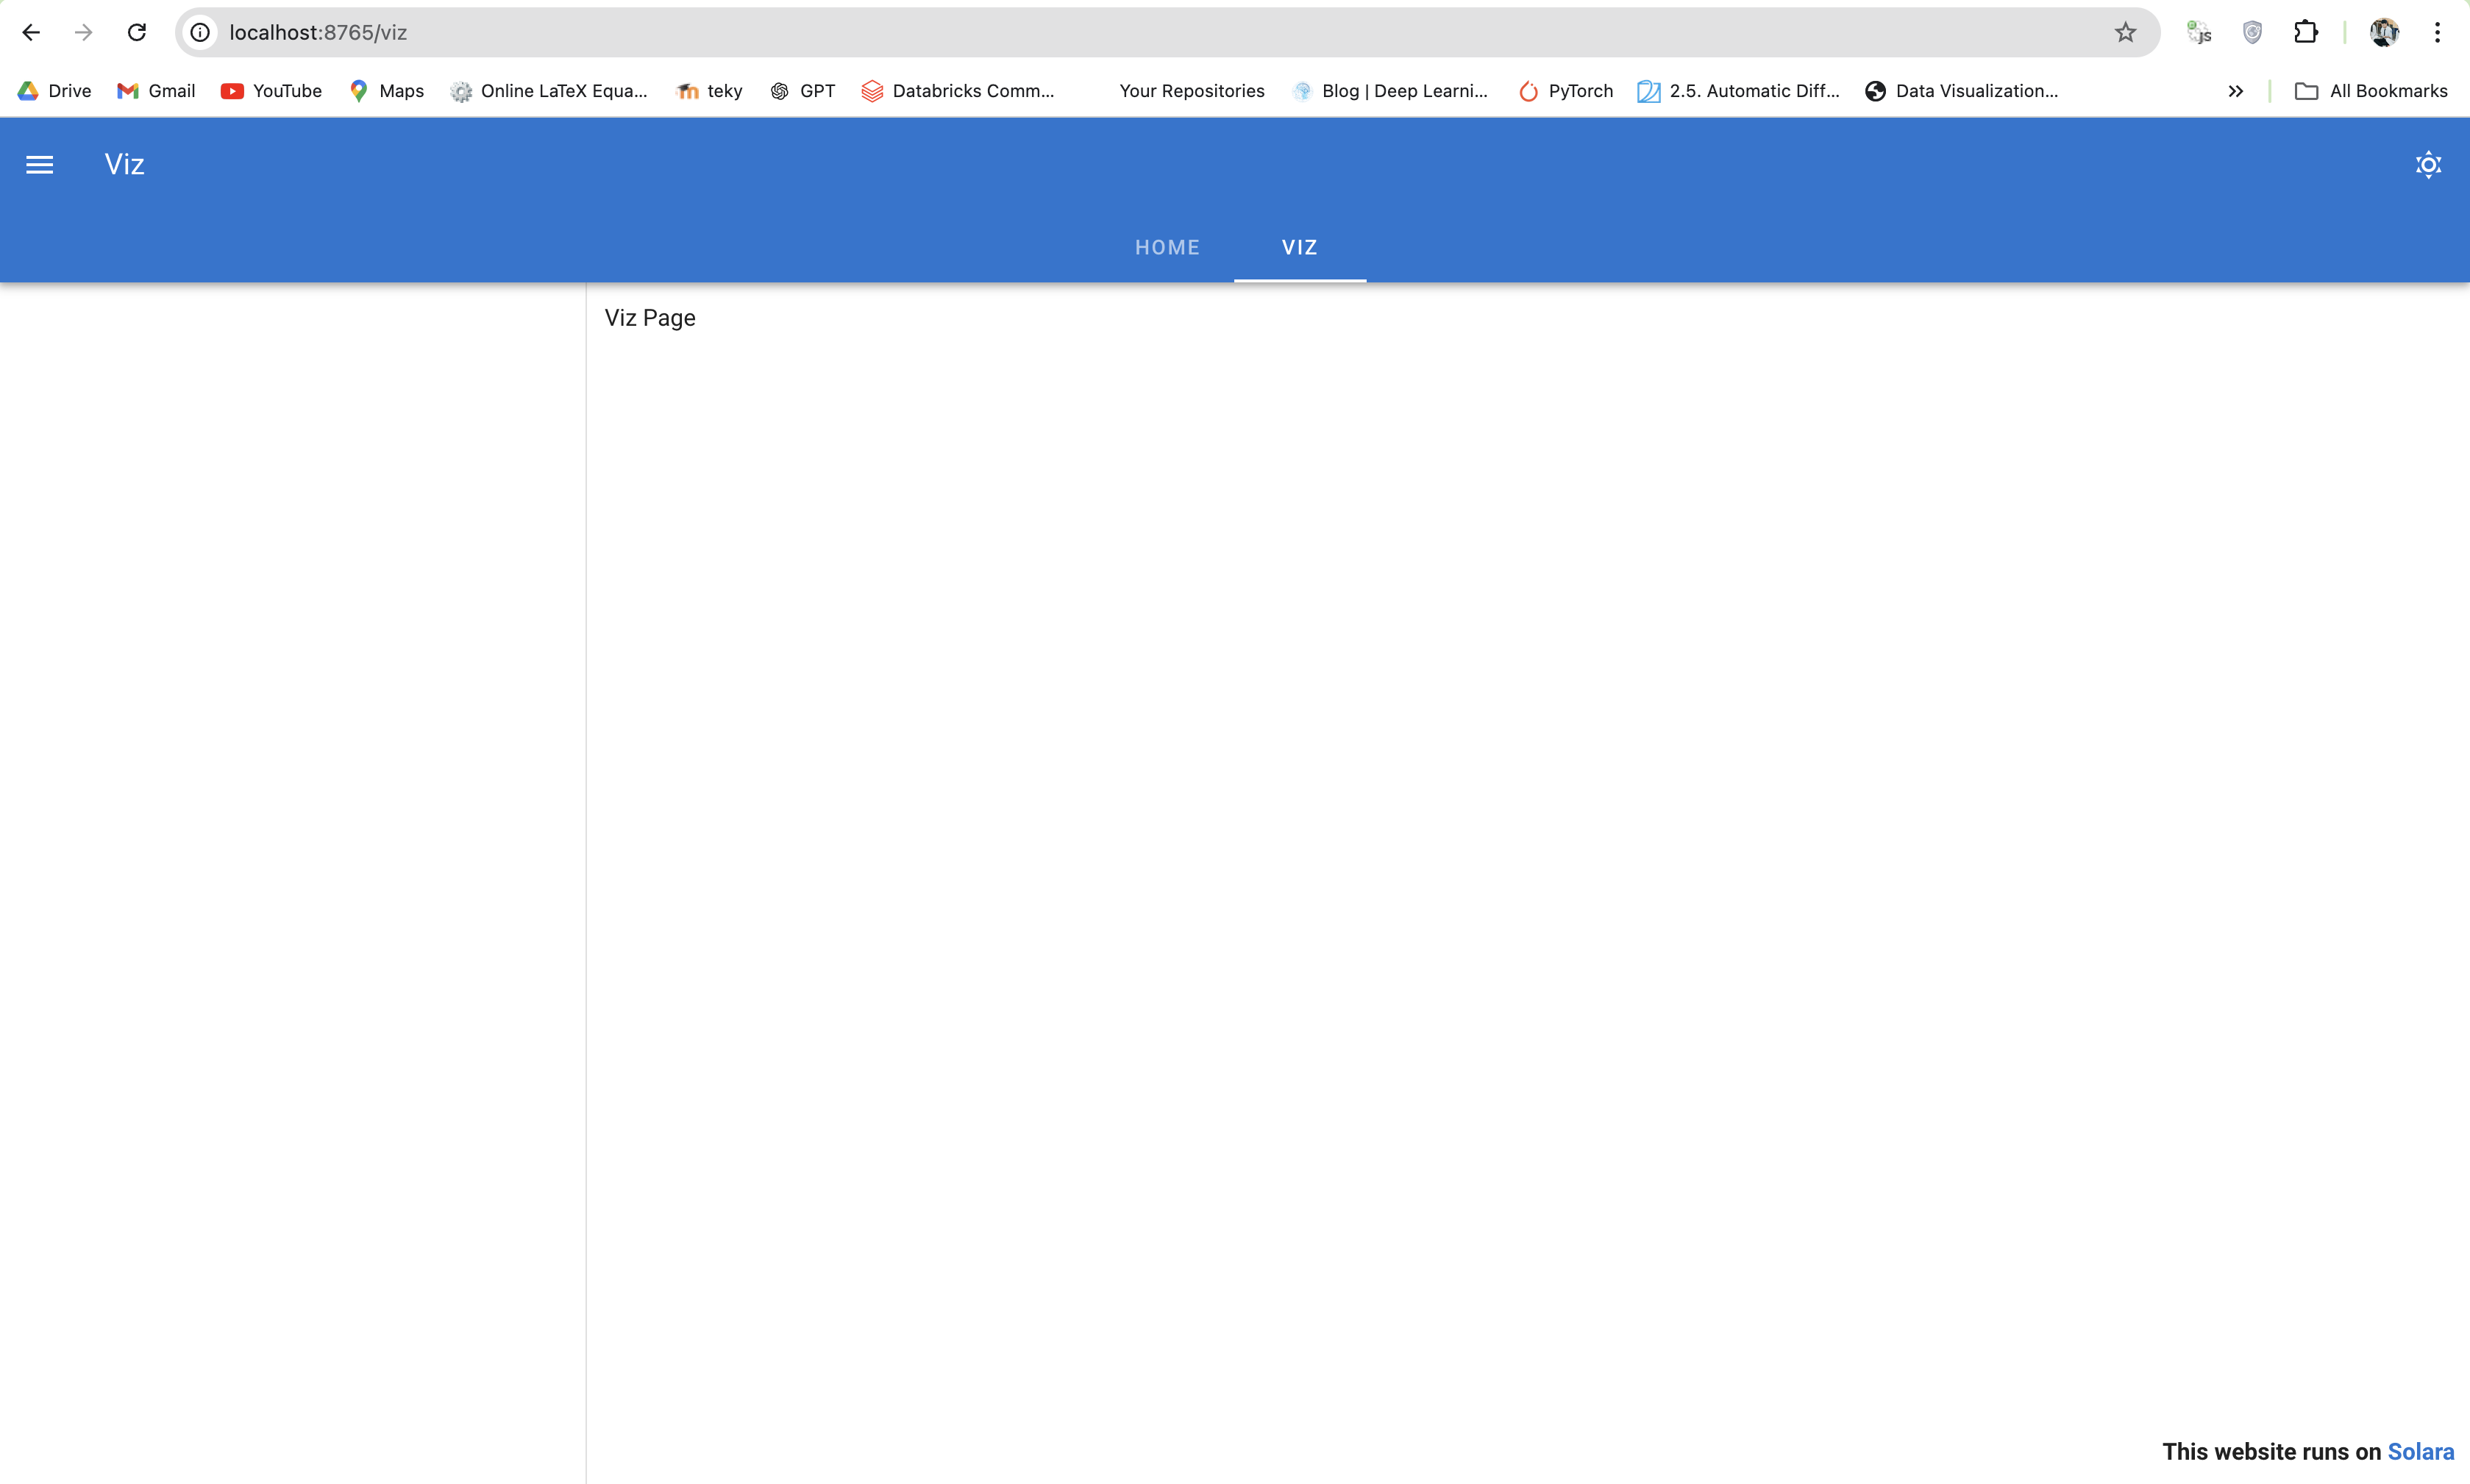 localhost:8765/viz
Drive Gmail YouTube Maps Online LaTeX Equa... teky GPT Databricks Comm... Your Repositories Blog | Deep Learni... PyTorch 2.5. Automatic Diff... Data Visualization... All Bookmarks
Viz
HOME VIZ
Viz Page
This website runs on Solara